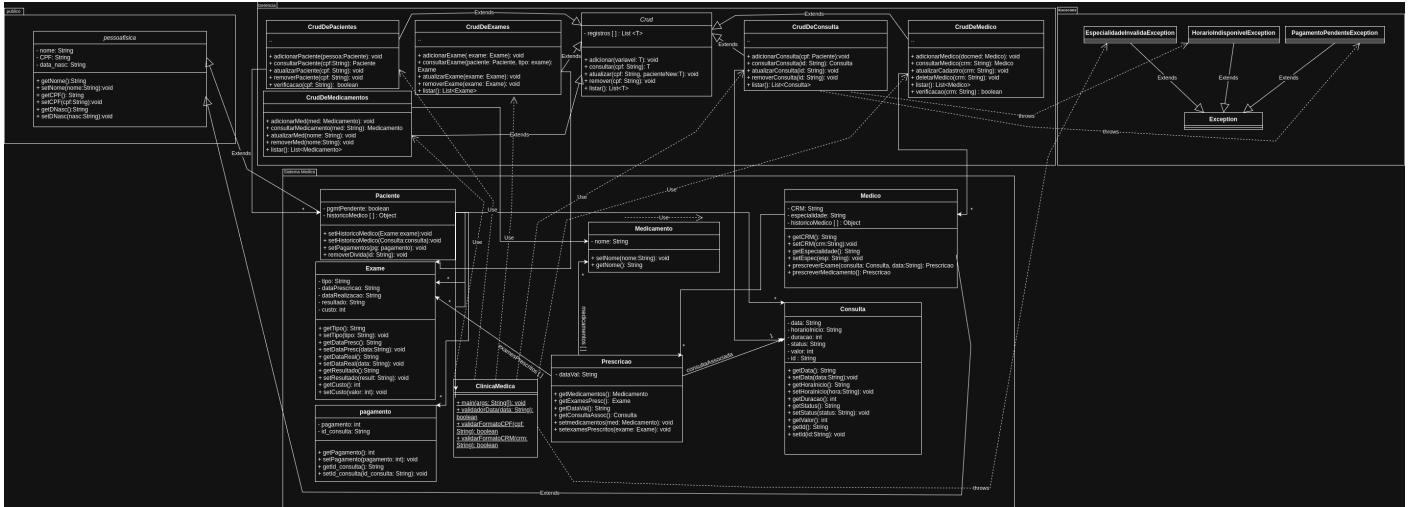 publico
pessoafisica
- nome: String
- CPF: String
- data_nasc: String
+ getNome():String
+ setNome(nome:String):void
+ getCPF():String
+ setCPF(cpf:String):void
+ getDNasc():String
+ setDNasc(nasc:String):void
Gerencia
CrudDePacientes
..
+ adicionarPaciente(pessoa:Paciente): void
+ consultarPaciente(cpf:String): Paciente
+ atualizarPaciente(cpf: String): void
+ removerPaciente(cpf:String): void
+ verificacao(cpf: String): boolean
CrudDeExames
..
+ adicionarExame( exame: Exame): void
+ consultarExame(paciente: Paciente, tipo: exame):
Exame
+ atualizarExame(exame: Exame): void
+ removerExame(exame: Exame): void
+ listar(): List<Exame>
Crud
- registros [ ] : List <T>
+ adicionar(variavel: T): void
+ consultar(cpf: String): T
+ atualizar(cpf: String, pacienteNew:T): void
+ remover(cpf: String): void
+ listar(): List<T>
CrudDeConsulta
..
+ adicionarConsulta(cpf: Paciente): void
+ consultarConsulta(id: String): Consulta
+ atualizarConsulta(id: String): void
+ removerConsulta(id: String): void
+ listar(): List<Consulta>
CrudDeMedico
..
+ adicionarMedico(docmed: Medico): void
+ consultarMedico(crm: String): Medico
+ atualizarCadastro(crm: String): void
+ deletarMedico(crm: String): void
+ listar(): List<Medico>
+ verificacao(crm: String) : boolean
CrudDeMedicamentos
+ adicionarMed(med: Medicamento): void
+ consultarMedicamento(med: String): Medicamento
+ atualizarMed(nome: String): void
+ removerMed(nome:String): void
+ listar(): List<Medicamento>
Extends
Extends
Extends
Extends
Extends
EspecialidadeInvalidaException
HorarioIndisponivelException
PagamentoPendenteException
Extends
Extends
Extends
Exception
throws
throws
Extends
Sistema Medico
Paciente
- pgmtPendente: boolean
- historicoMedico [ ] : Object
+ setHistoricoMedico(Exame:exame):void
+ setHistoricoMedico(Consulta:consulta):void
+ setPagamentos(pg: pagamento): void
+ removerDivida(id: String): void
Exame
- tipo: String
- dataPrescricao: String
- dataRealizacao: String
- resultado: String
- custo: int
+ getTipo(): String
+ setTipo(tipo: String): void
+ getDataPresc(): String
+ setDataPresc(data:String): void
+ getDataReal(): String
+ setDataReal(data: String): void
+ getResultado():String
+ setResultado(result: String): void
+ getCusto(): int
+ setCusto(valor: int): void
pagamento
- pagamento: int
- id_consulta: String
+ getPagamento(): int
+ setPagamento(pagamento: int): void
+ getId_consulta(): String
+ setId_consulta(id_consulta: String): void
ClinicaMedica
+ main(args: String[]): void
+ validadorData(data: String):
boolean
+ validarFormatoCPF(cpf:
String): boolean
+ validarFormatoCRM(crm:
String): boolean
Use
Use
Use
Use
Use
Use
Medicamento
- nome: String
+ setNome(nome:String): void
+ getNome(): String
medicamentos [ ]
examesPrescritos [ ]
consultaAssociada
1
Prescricao
- dataVal: String
+ getMedicamentos(): Medicamento
+ getExamesPresc(): Exame
+ getDataVal(): String
+ getConsultaAssoc(): Consulta
+ setmedicamentos(med: Medicamento): void
+ setexamesPrescritos(exame: Exame): void
Medico
- CRM: String
- especialidade: String
- historicoMedico [ ] : Object
+ getCRM(): String
+ setCRM(crm:String):void
+ getEspecialidade(): String
+ setEspec(esp: String): void
+ prescreverExame(consulta: Consulta, data:String): Prescricao
+ prescreverMedicamento(): Prescricao
Consulta
- data: String
- horarioInicio: String
- duracao: int
- status: String
- valor: int
- id : String
+ getData(): String
+ setData(data:String):void
+ getHoraInicio(): String
+ setHoraInicio(hora:String): void
+ getDuracao(): int
+ getStatus(): String
+ setStatus(status: String): void
+ getValor(): int
+ getId(): String
+ setId(id:String): void
throws
Extends